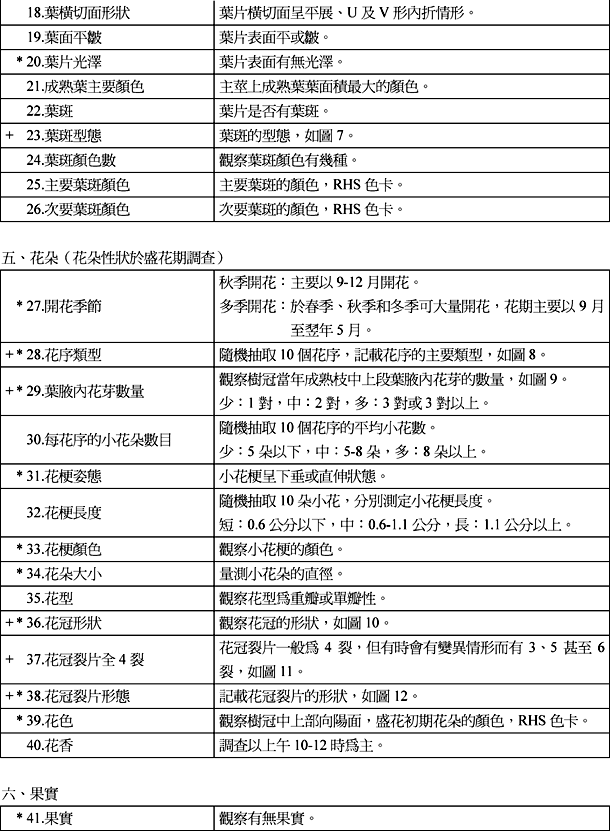 18.葉橫切面形狀 葉片橫切面呈平展、U 及 V 形內折情形。
19.葉面平皺 葉片表面平或皺。
*20.葉片光澤 葉片表面有無光澤。
21.成熟葉主要顏色 主莖上成熟葉葉面積最大的顏色。
22.葉斑 葉片是否有葉斑。
+ 23.葉斑型態 葉斑的型態，如圖 7。
24.葉斑顏色數 觀察葉斑顏色有幾種。
25.主要葉斑顏色 主要葉斑的顏色，RHS 色卡。
26.次要葉斑顏色 次要葉斑的顏色，RHS 色卡。
五、花朵（花朵性狀於盛花期調查）
*27.開花季節 秋季開花：主要以 9-12 月開花。
多季開花：於春季、秋季和冬季可大量開花，花期主要以 9 月
至翌年 5 月。
+*28.花序類型 隨機抽取 10 個花序，記載花序的主要類型，如圖 8。
+*29.葉腋內花芽數量 觀察樹冠當年成熟枝中上段葉腋內花芽的數量，如圖 9。
少：1 對，中：2 對，多：3 對或 3 對以上。
30.每花序的小花朵數目 隨機抽取 10 個花序的平均小花數。
少：5 朵以下，中：5-8 朵，多：8 朵以上。
*31.花梗姿態 小花梗呈下垂或直伸狀態。
32.花梗長度 隨機抽取 10 朵小花，分別測定小花梗長度。
短：0.6 公分以下，中：0.6-1.1 公分，長：1.1 公分以上。
*33.花梗顏色 觀察小花梗的顏色。
*34.花朵大小 量測小花朵的直徑。
35.花型 觀察花型爲重瓣或單瓣性。
+*36.花冠形狀 觀察花冠的形狀，如圖 10。
+ 37.花冠裂片全 4 裂 花冠裂片一般爲 4 裂，但有時會有變異情形而有 3、5 甚至 6
裂，如圖 11。
+*38.花冠裂片形態 記載花冠裂片的形狀，如圖 12。
*39.花色 觀察樹冠中上部向陽面，盛花初期花朵的顏色，RHS 色卡。
40.花香 調查以上午 10-12 時爲主。
六、果實
*41.果實 觀察有無果實。